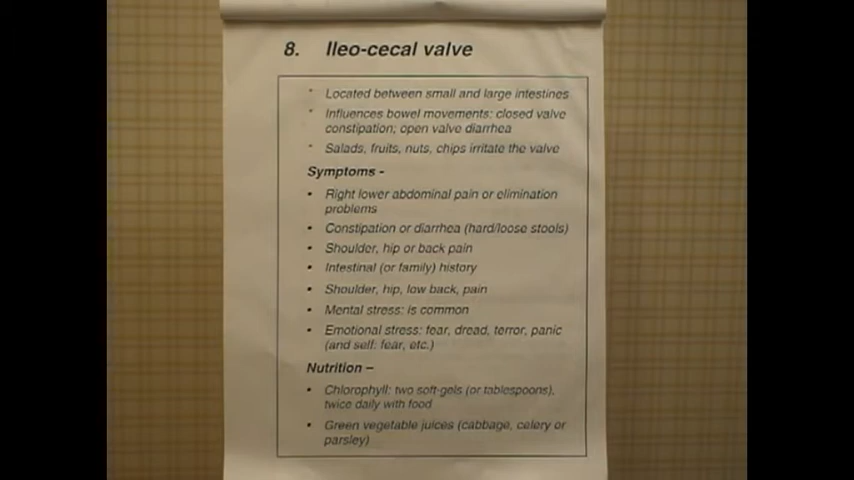 8. Ileo-cecal valve
* Located between small and large intestines
* Influences bowel movements: closed valve
constipation; open valve diarrhea
* Salads, fruits, nuts, chips irritate the valve
Symptoms -
• Right lower abdominal pain or elimination
problems
• Constipation or diarrhea (hard/loose stools)
• Shoulder, hip or back pain
• Intestinal (or family) history
• Shoulder, hip, low back, pain
• Mental stress: is common
• Emotional stress: fear, dread, terror, panic
(and self: fear, etc.)
Nutrition –
• Chlorophyll: two soft-gels (or tablespoons),
twice daily with food
• Green vegetable juices (cabbage, celery or
parsley)